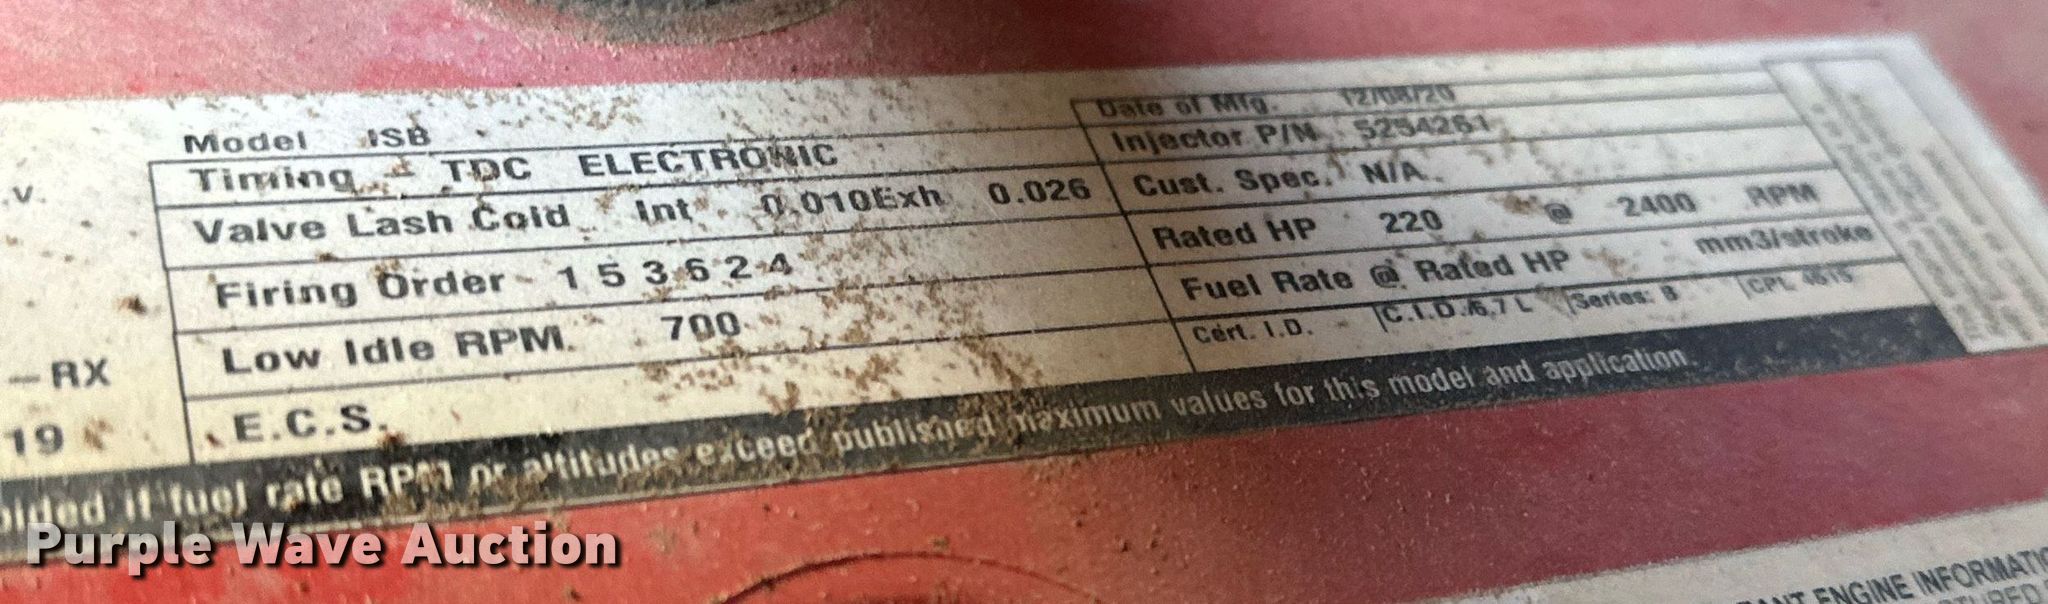 Model ISB
Timing - TDC ELECTRONIC
Valve Lash Cold Int 0.010Exh 0.026
Firing Order 1 5 3 6 2 4
Low Idle RPM 700
E.C.S.
.v.
-RX
19
Date of Mfg. 12/08/20
Injector P/N 5254261
Cust. Spec. N/A
Rated HP 220 @ 2400 RPM
Fuel Rate @ Rated HP mm3/stroke
Cert. I.D. C.I.D./6.7 L Series: B CPL 4615
if fuel rate RPM or altitudes exceed published maximum values for this model and application.
Purple Wave Auction
ENGINE INFORMATI